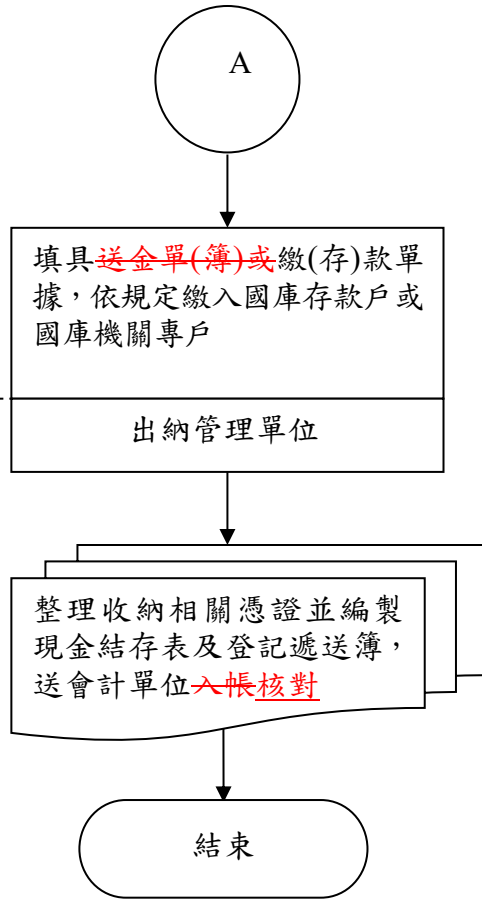 A
填具送金單(簿)或繳(存)款單
據，依規定繳入國庫存款戶或
國庫機關專戶
出納管理單位
整理收納相關憑證並編製
現金結存表及登記遞送簿，
送會計單位入帳核對
結束